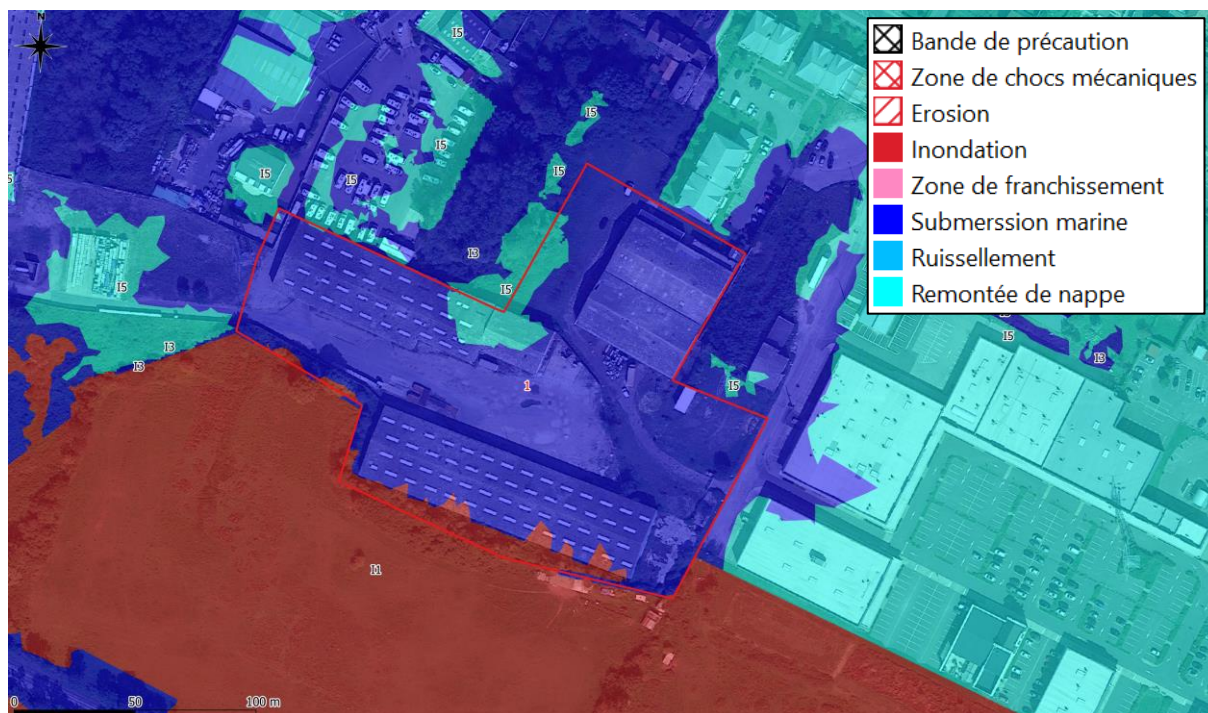 N
Bande de précaution
Zone de chocs mécaniques
Erosion
Inondation
Zone de franchissement
Submerssion marine
Ruissellement
Remontée de nappe
I5
I5
I5
I5
I5
I5
I5
I3
I5
I5
I3
I3
I5
I3
1
I5
I1
0 50 100 m